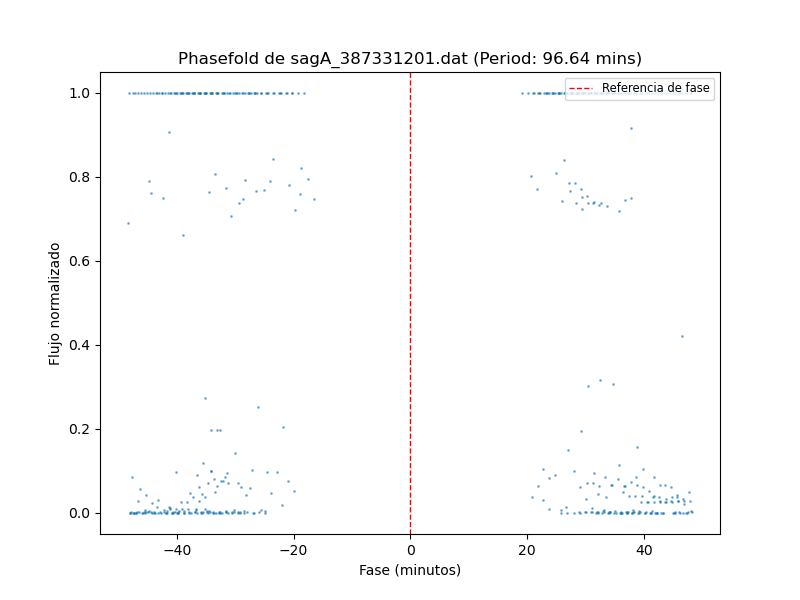 Phasefold de sagA_387331201.dat (Period: 96.64 mins)
Referencia de fase
Flujo normalizado
1.0
0.8
0.6
0.4
0.2
0.0
−40
−20
0
20
40
Fase (minutos)